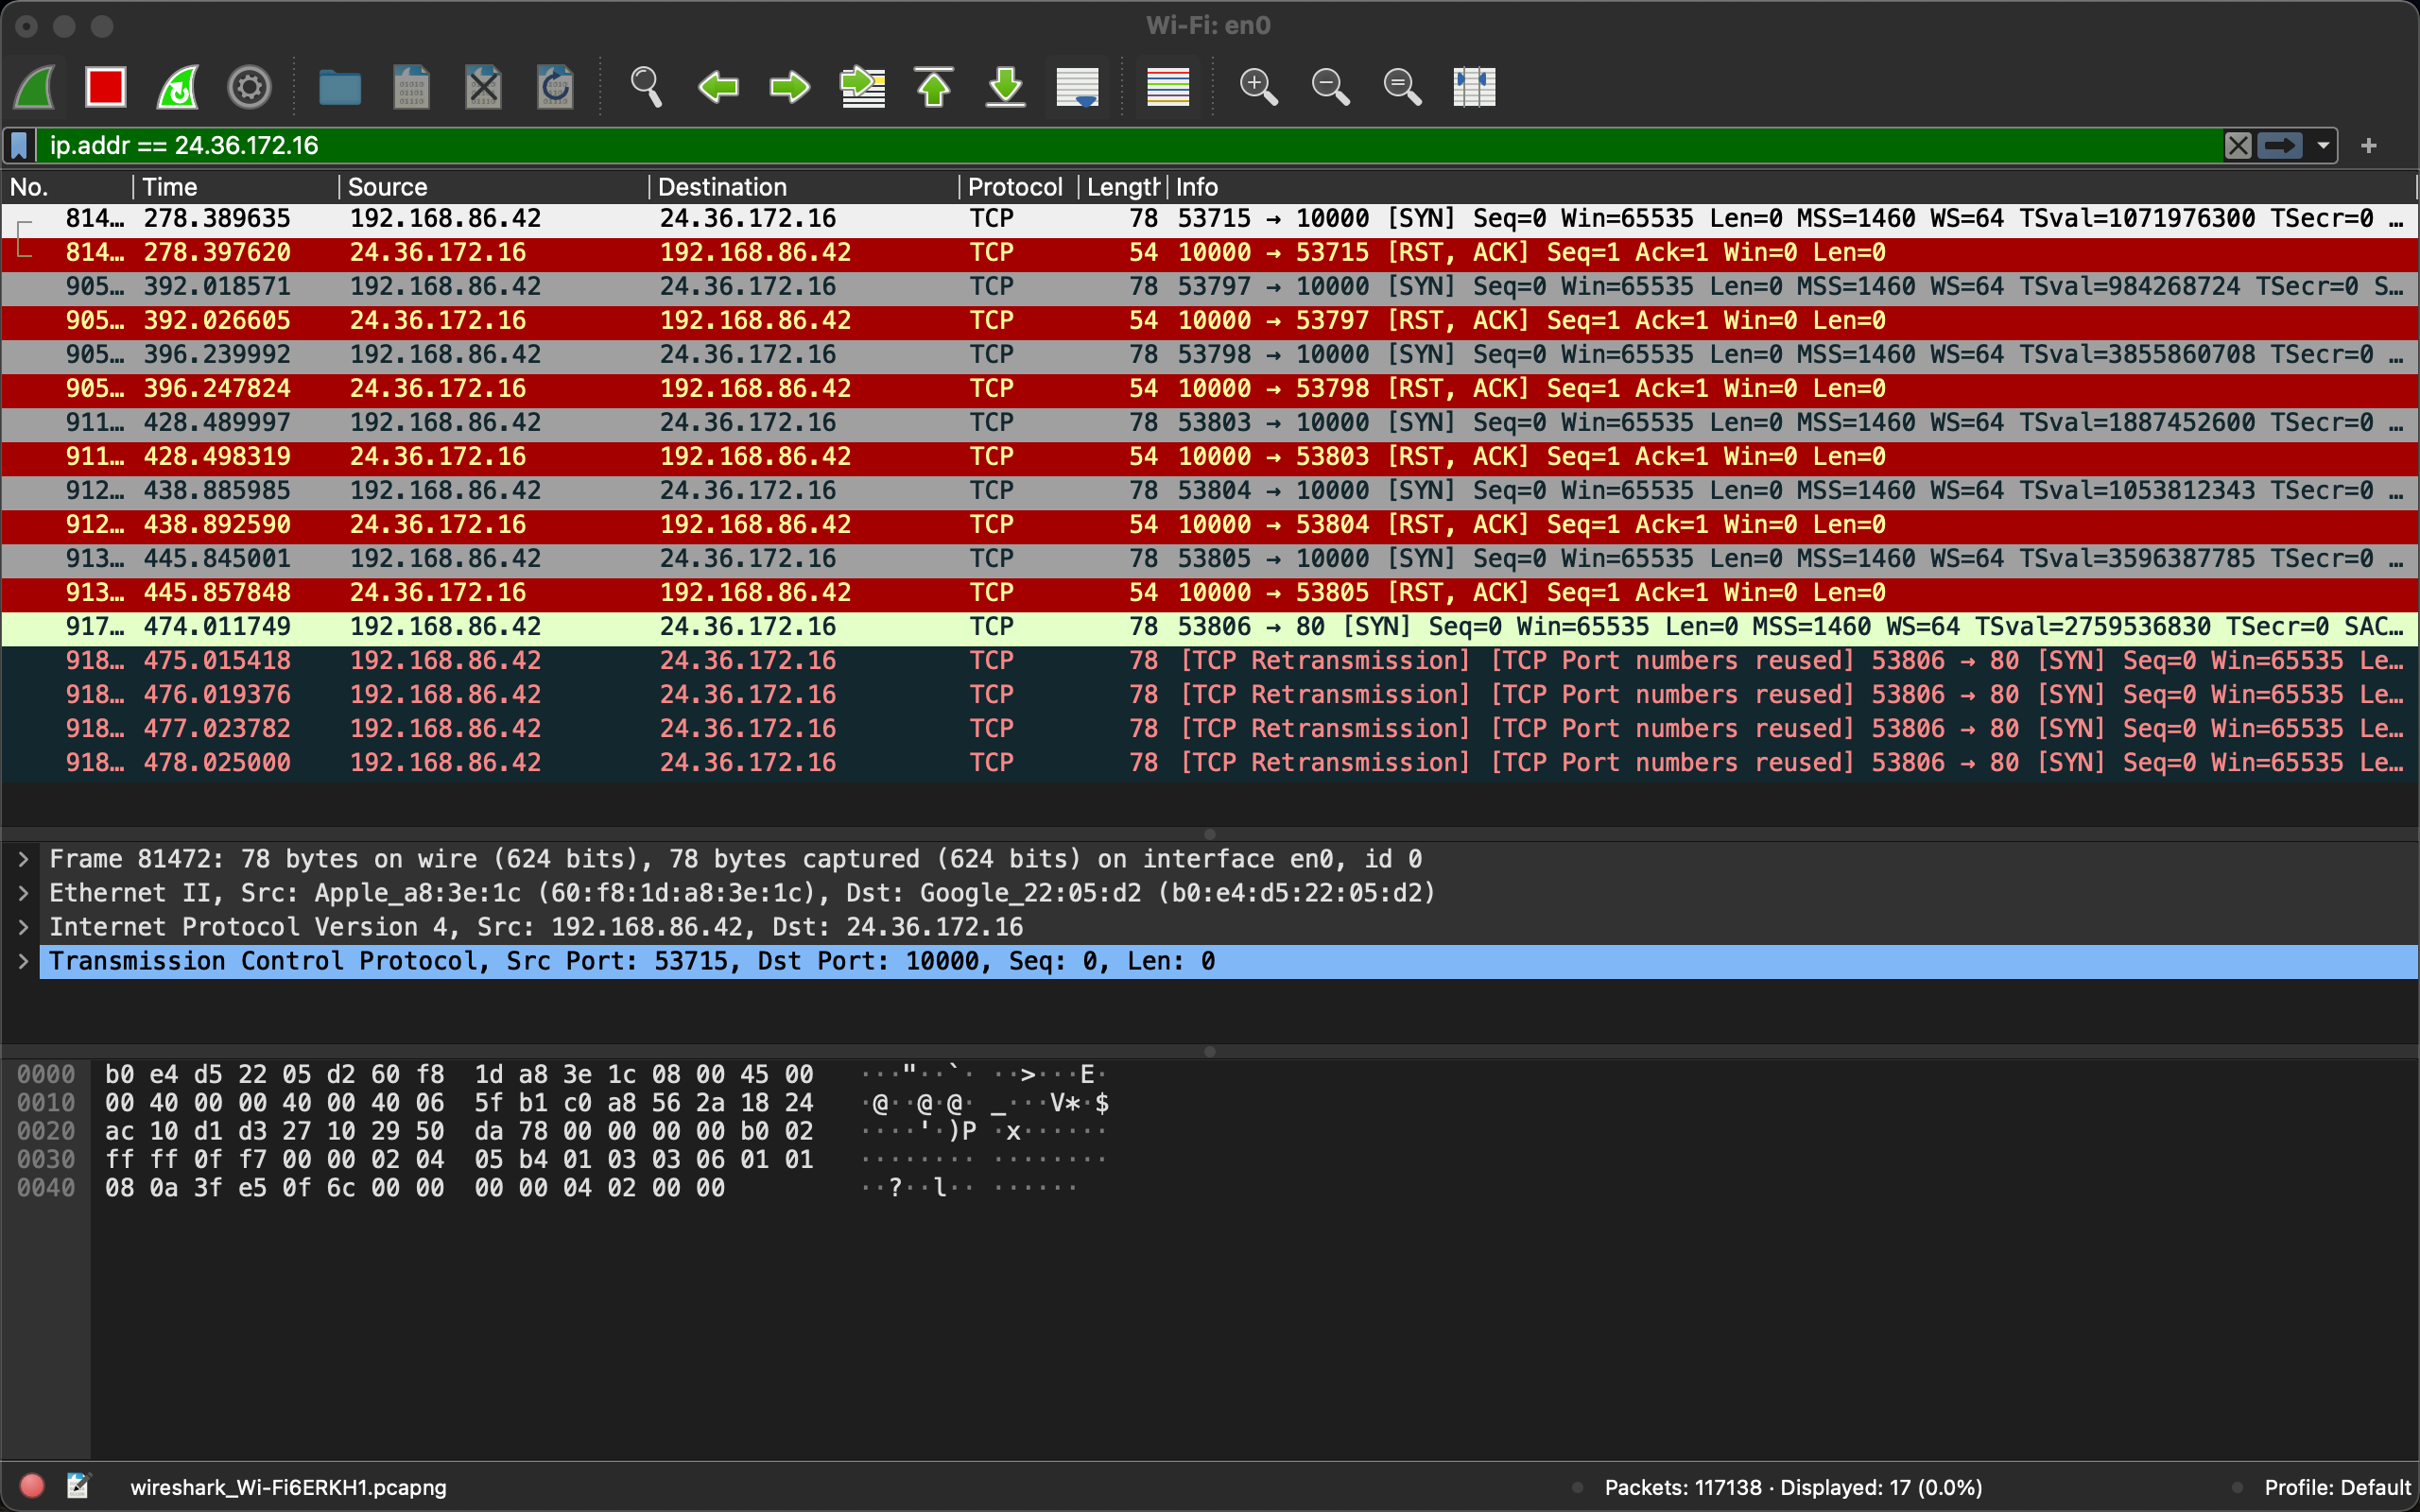 Wi-Fi: en0
ip.addr == 24.36.172.16
No. Time Source Destination Protocol Length Info
814… 278.389635 192.168.86.42 24.36.172.16 TCP 78 53715 → 10000 [SYN] Seq=0 Win=65535 Len=0 MSS=1460 WS=64 TSval=1071976300 TSecr=0 …
814… 278.397620 24.36.172.16 192.168.86.42 TCP 54 10000 → 53715 [RST, ACK] Seq=1 Ack=1 Win=0 Len=0
905… 392.018571 192.168.86.42 24.36.172.16 TCP 78 53797 → 10000 [SYN] Seq=0 Win=65535 Len=0 MSS=1460 WS=64 TSval=984268724 TSecr=0 S…
905… 392.026605 24.36.172.16 192.168.86.42 TCP 54 10000 → 53797 [RST, ACK] Seq=1 Ack=1 Win=0 Len=0
905… 396.239992 192.168.86.42 24.36.172.16 TCP 78 53798 → 10000 [SYN] Seq=0 Win=65535 Len=0 MSS=1460 WS=64 TSval=3855860708 TSecr=0 …
905… 396.247824 24.36.172.16 192.168.86.42 TCP 54 10000 → 53798 [RST, ACK] Seq=1 Ack=1 Win=0 Len=0
911… 428.489997 192.168.86.42 24.36.172.16 TCP 78 53803 → 10000 [SYN] Seq=0 Win=65535 Len=0 MSS=1460 WS=64 TSval=1887452600 TSecr=0 …
911… 428.498319 24.36.172.16 192.168.86.42 TCP 54 10000 → 53803 [RST, ACK] Seq=1 Ack=1 Win=0 Len=0
912… 438.885985 192.168.86.42 24.36.172.16 TCP 78 53804 → 10000 [SYN] Seq=0 Win=65535 Len=0 MSS=1460 WS=64 TSval=1053812343 TSecr=0 …
912… 438.892590 24.36.172.16 192.168.86.42 TCP 54 10000 → 53804 [RST, ACK] Seq=1 Ack=1 Win=0 Len=0
913… 445.845001 192.168.86.42 24.36.172.16 TCP 78 53805 → 10000 [SYN] Seq=0 Win=65535 Len=0 MSS=1460 WS=64 TSval=3596387785 TSecr=0 …
913… 445.857848 24.36.172.16 192.168.86.42 TCP 54 10000 → 53805 [RST, ACK] Seq=1 Ack=1 Win=0 Len=0
917… 474.011749 192.168.86.42 24.36.172.16 TCP 78 53806 → 80 [SYN] Seq=0 Win=65535 Len=0 MSS=1460 WS=64 TSval=2759536830 TSecr=0 SAC…
918… 475.015418 192.168.86.42 24.36.172.16 TCP 78 [TCP Retransmission] [TCP Port numbers reused] 53806 → 80 [SYN] Seq=0 Win=65535 Le…
918… 476.019376 192.168.86.42 24.36.172.16 TCP 78 [TCP Retransmission] [TCP Port numbers reused] 53806 → 80 [SYN] Seq=0 Win=65535 Le…
918… 477.023782 192.168.86.42 24.36.172.16 TCP 78 [TCP Retransmission] [TCP Port numbers reused] 53806 → 80 [SYN] Seq=0 Win=65535 Le…
918… 478.025000 192.168.86.42 24.36.172.16 TCP 78 [TCP Retransmission] [TCP Port numbers reused] 53806 → 80 [SYN] Seq=0 Win=65535 Le…
Frame 81472: 78 bytes on wire (624 bits), 78 bytes captured (624 bits) on interface en0, id 0
Ethernet II, Src: Apple_a8:3e:1c (60:f8:1d:a8:3e:1c), Dst: Google_22:05:d2 (b0:e4:d5:22:05:d2)
Internet Protocol Version 4, Src: 192.168.86.42, Dst: 24.36.172.16
Transmission Control Protocol, Src Port: 53715, Dst Port: 10000, Seq: 0, Len: 0
0000 b0 e4 d5 22 05 d2 60 f8 1d a8 3e 1c 08 00 45 00 ···"··`· ··>···E·
0010 00 40 00 00 40 00 40 06 5f b1 c0 a8 56 2a 18 24 ·@··@·@· _···V*·$
0020 ac 10 d1 d3 27 10 29 50 da 78 00 00 00 00 b0 02 ····'·)P ·x······
0030 ff ff 0f f7 00 00 02 04 05 b4 01 03 03 06 01 01 ········ ········
0040 08 0a 3f e5 0f 6c 00 00 00 00 04 02 00 00 ··?··l·· ······
wireshark_Wi-Fi6ERKH1.pcapng Packets: 117138 · Displayed: 17 (0.0%) Profile: Default